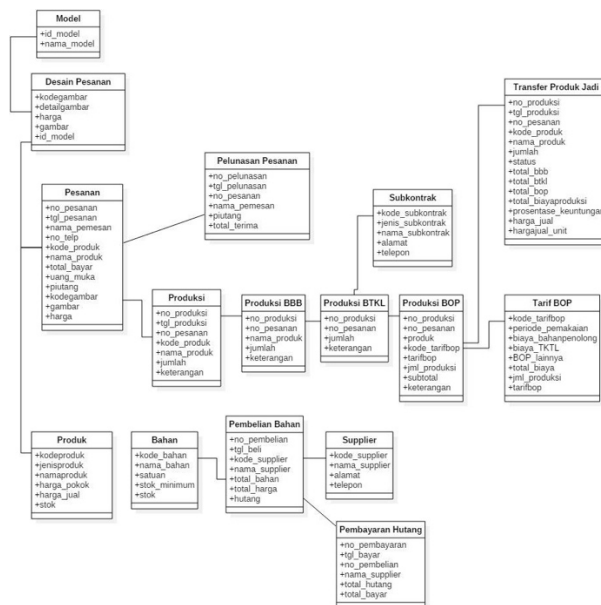 Model
+id_model
+nama_model
Desain Pesanan
+kodegambar
+detailgambar
+harga
+gambar
+id_model
Pesanan
+no_pesanan
+tgl_pesanan
+nama_pemesan
+no_telp
+kode_produk
+nama_produk
+total_bayar
+uang_muka
+piutang
+kodegambar
+gambar
+harga
Pelunasan Pesanan
+no_pelunasan
+tgl_pelunasan
+no_pesanan
+nama_pemesan
+piutang
+total_terima
Subkontrak
+kode_subkontrak
+jenis_subkontrak
+nama_subkontrak
+alamat
+telepon
Transfer Produk Jadi
+no_produksi
+tgl_produksi
+no_pesanan
+kode_produk
+nama_produk
+jumlah
+status
+total_bbb
+total_btkl
+total_bop
+total_biayaproduksi
+prosentase_keuntungan
+harga_jual
+hargajual_unit
Produksi
+no_produksi
+tgl_produksi
+no_pesanan
+kode_produk
+nama_produk
+jumlah
+keterangan
Produksi BBB
+no_produksi
+no_pesanan
+nama_produk
+jumlah
+keterangan
Produksi BTKL
+no_produksi
+no_pesanan
+jumlah
+keterangan
Produksi BOP
+no_produksi
+no_pesanan
+produk
+kode_tarifbop
+tarifbop
+jml_produksi
+subtotal
+keterangan
Tarif BOP
+kode_tarifbop
+periode_pemakaian
+biaya_bahanpenolong
+biaya_TKTL
+BOP_lainnya
+total_biaya
+jml_produksi
+tarifbop
Produk
+kodeproduk
+jenisproduk
+namaproduk
+harga_pokok
+harga_jual
+stok
Bahan
+kode_bahan
+nama_bahan
+satuan
+stok_minimum
+stok
Pembelian Bahan
+no_pembelian
+tgl_beli
+kode_supplier
+nama_supplier
+total_bahan
+total_harga
+hutang
Supplier
+kode_supplier
+nama_supplier
+alamat
+telepon
Pembayaran Hutang
+no_pembayaran
+tgl_bayar
+no_pembelian
+nama_supplier
+total_hutang
+total_bayar